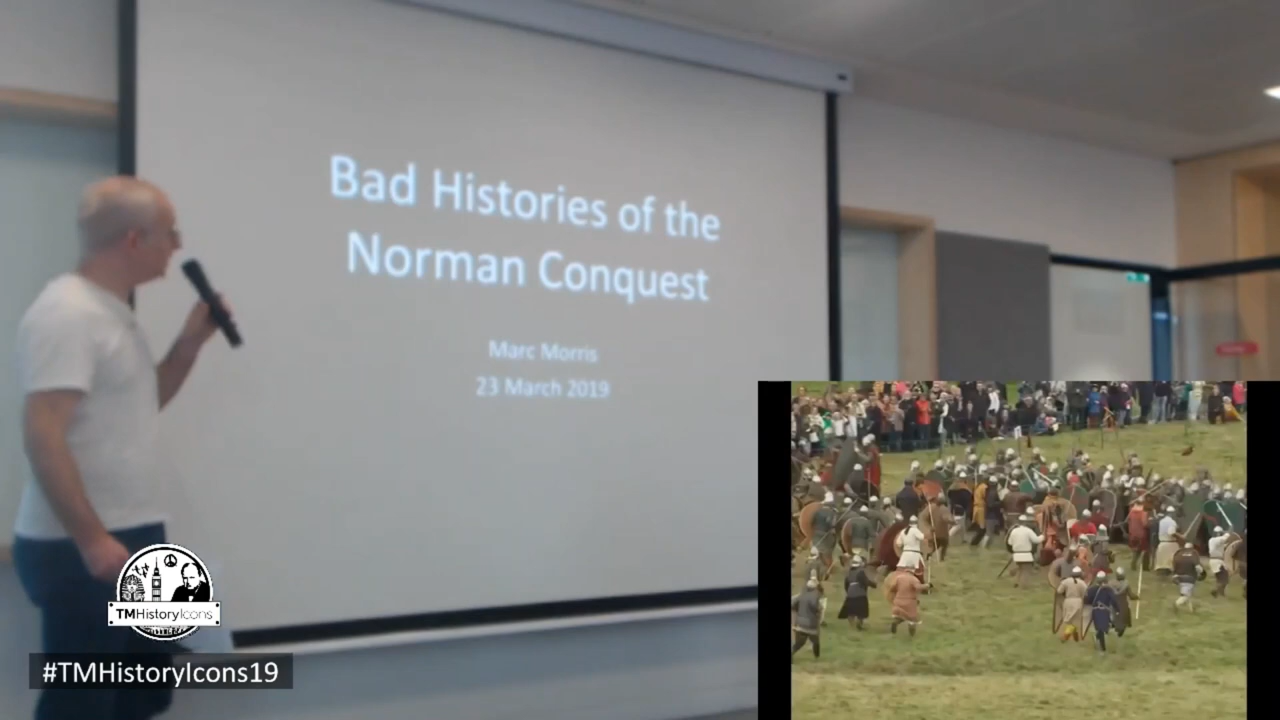 Bad Histories of the
Norman Conquest
Marc Morris
23 March 2019
TMHistoryIcons
#TMHistoryIcons19